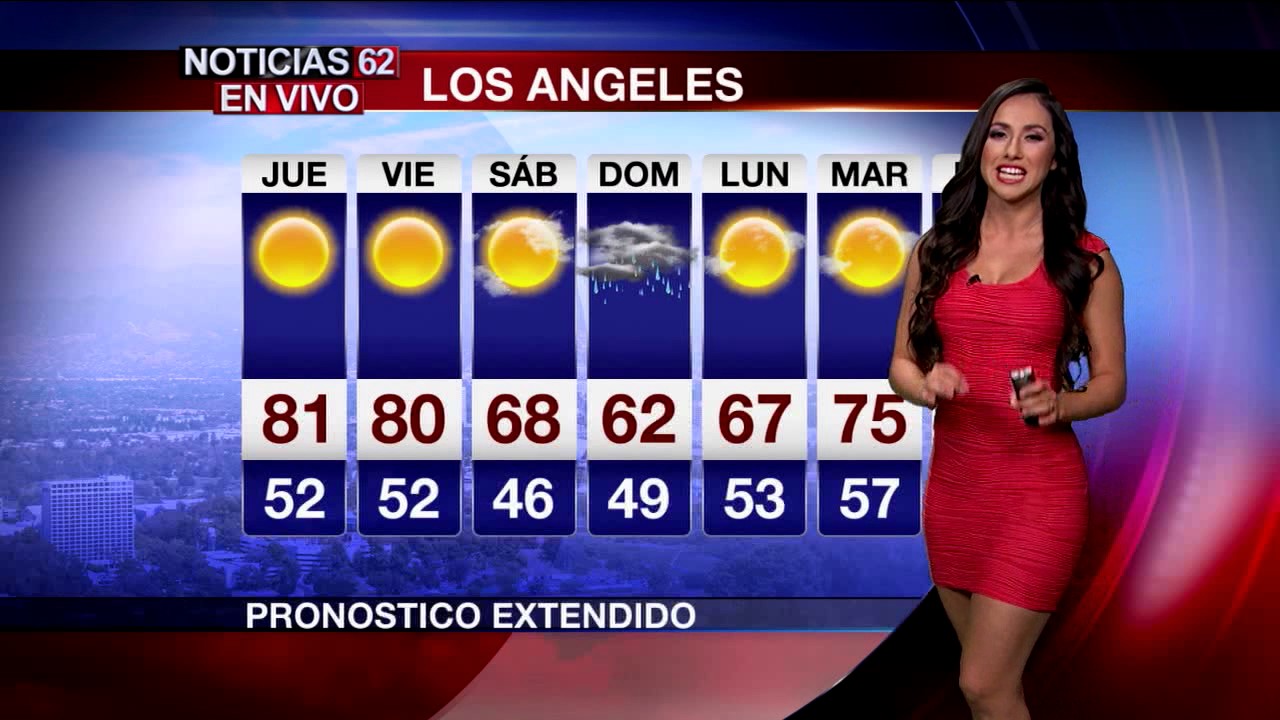 NOTICIAS 62
EN VIVO
LOS ANGELES
JUE VIE SÁB DOM LUN MAR
81 80 68 62 67 75
52 52 46 49 53 57
PRONOSTICO EXTENDIDO